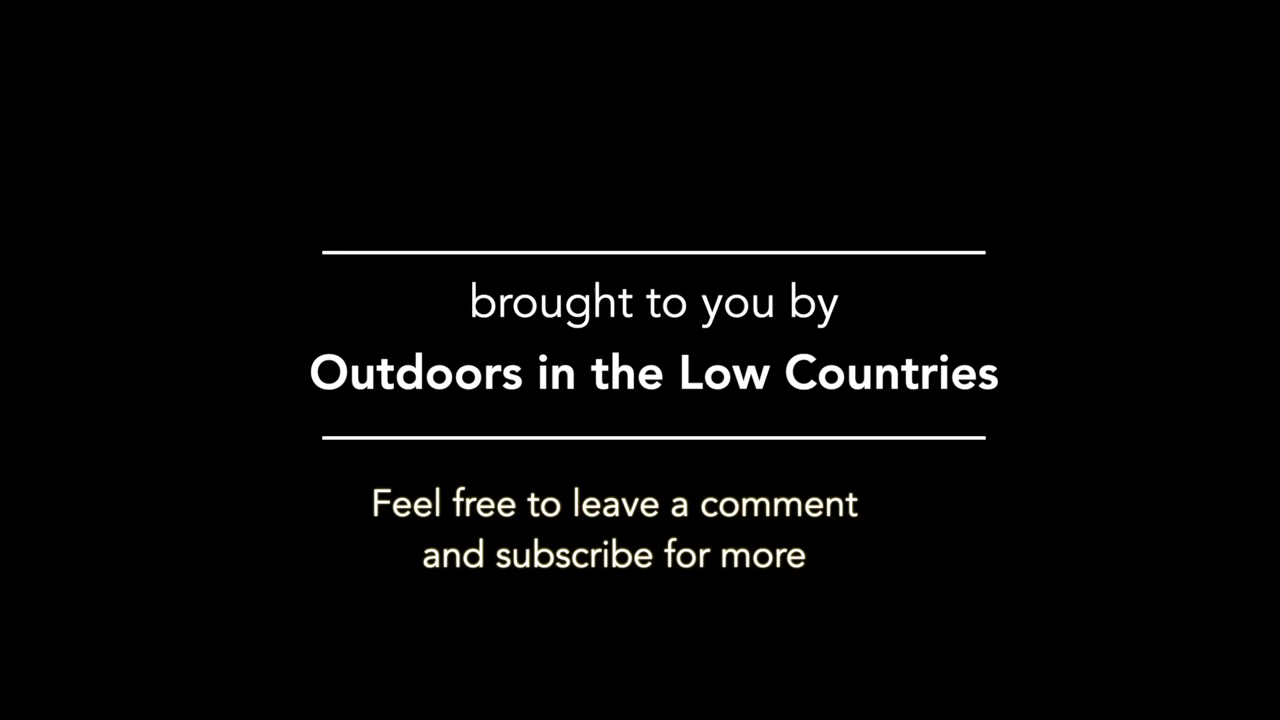 brought to you by
Outdoors in the Low Countries
Feel free to leave a comment
and subscribe for more